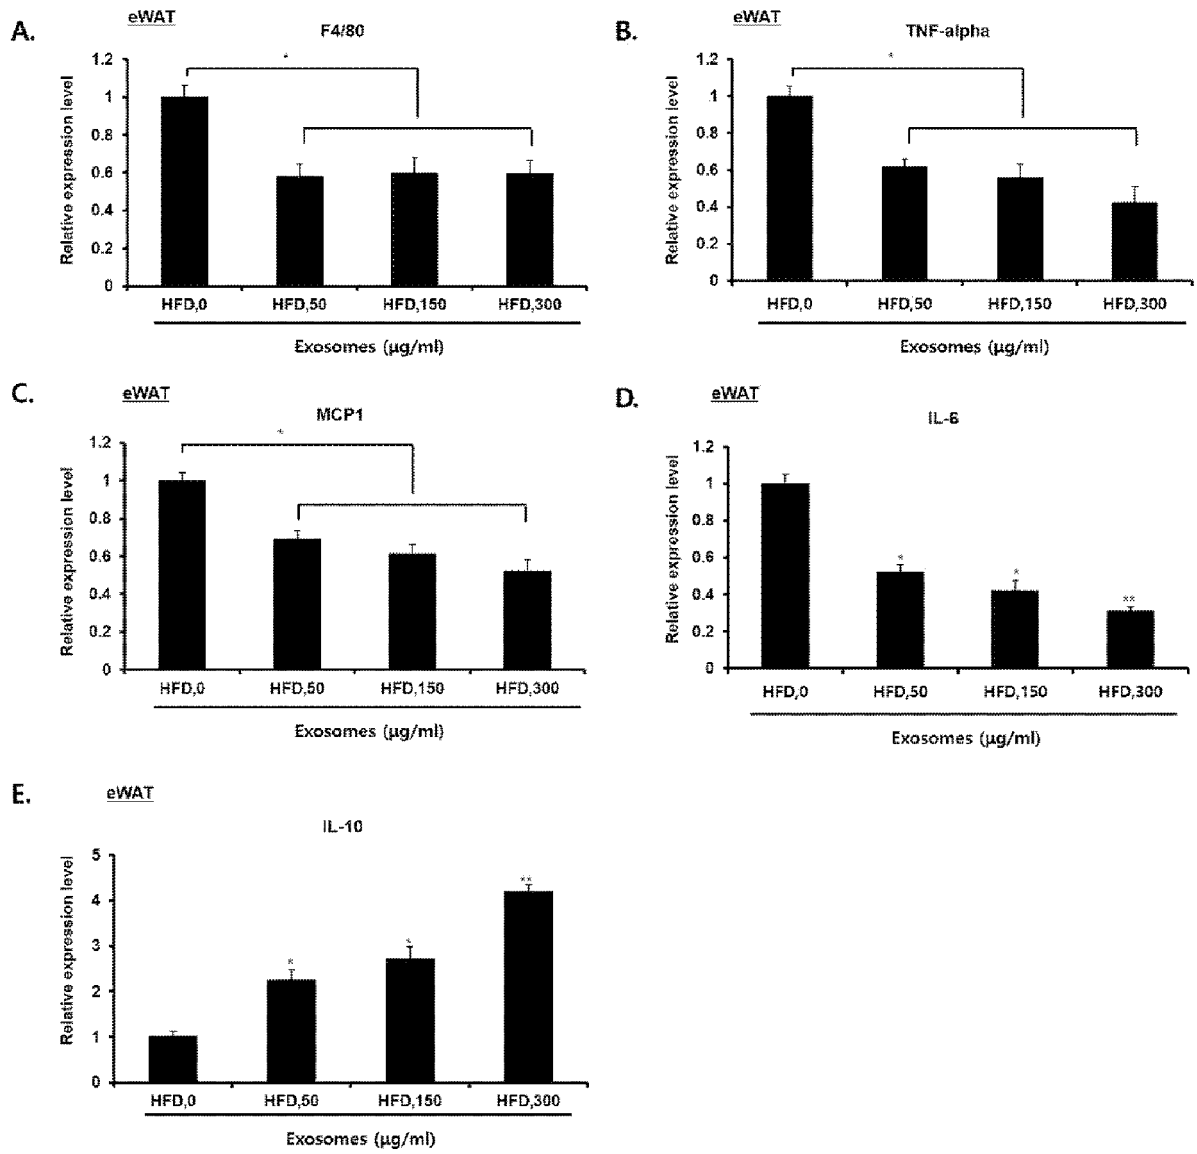 A.
eWAT
F4/80
*
Relative expression level
1.2
1
0.8
0.6
0.4
0.2
0
HFD,0 HFD,50 HFD,150 HFD,300
Exosomes (µg/ml)
B.
eWAT
TNF-alpha
*
Relative expression level
1.2
1
0.8
0.6
0.4
0.2
0
HFD,0 HFD,50 HFD,150 HFD,300
Exosomes (µg/ml)
C.
eWAT
MCP1
*
Relative expression level
1.2
1
0.8
0.6
0.4
0.2
0
HFD,0 HFD,50 HFD,150 HFD,300
Exosomes (µg/ml)
D.
eWAT
IL-6
Relative expression level
1.2
1
0.8
0.6
0.4
0.2
0
* * **
HFD,0 HFD,50 HFD,150 HFD,300
Exosomes (µg/ml)
E.
eWAT
IL-10
Relative expression level
5
4
3
2
1
0
* * **
HFD,0 HFD,50 HFD,150 HFD,300
Exosomes (µg/ml)